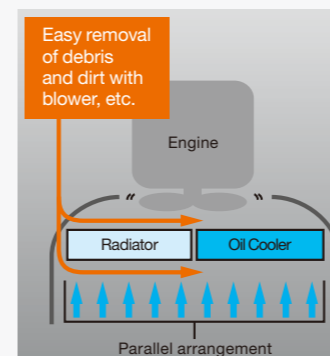 Easy removal
of debris
and dirt with
blower, etc.
Engine
Radiator
Oil Cooler
Parallel arrangement